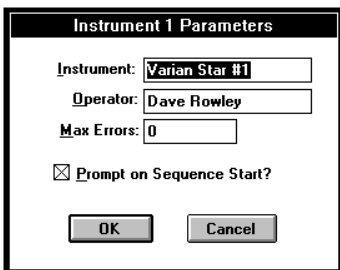 Instrument 1 Parameters
Instrument: Varian Star #1
Operator: Dave Rowley
Max Errors: 0
Prompt on Sequence Start?
OK Cancel